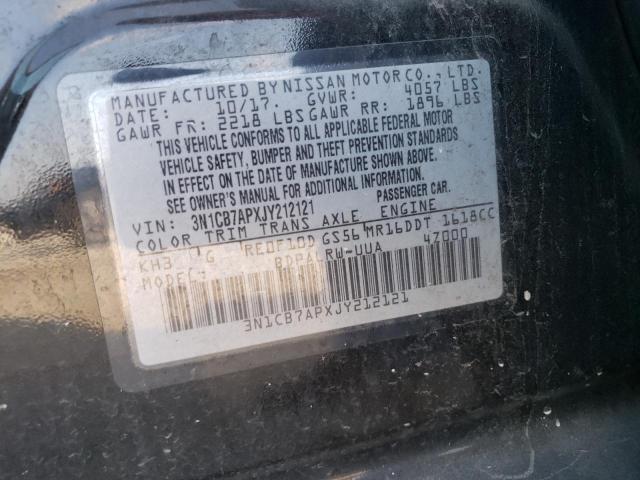 MANUFACTURED BY NISSAN MOTOR CO., LTD.
DATE: 10/17. GVWR: 4057 LBS
GAWR FR: 2218 LBS GAWR RR: 1896 LBS
THIS VEHICLE CONFORMS TO ALL APPLICABLE FEDERAL MOTOR
VEHICLE SAFETY, BUMPER AND THEFT PREVENTION STANDARDS
IN EFFECT ON THE DATE OF MANUFACTURE SHOWN ABOVE.
SEE OWNER'S MANUAL FOR ADDITIONAL INFORMATION.
VIN: 3N1CB7APXJY212121 PASSENGER CAR.
COLOR TRIM TRANS AXLE ENGINE
KH3 G RE0F10D GS56 MR16DDT 1618CC
MODEL: RW-UUA 4Z000
3N1CB7APXJY212121